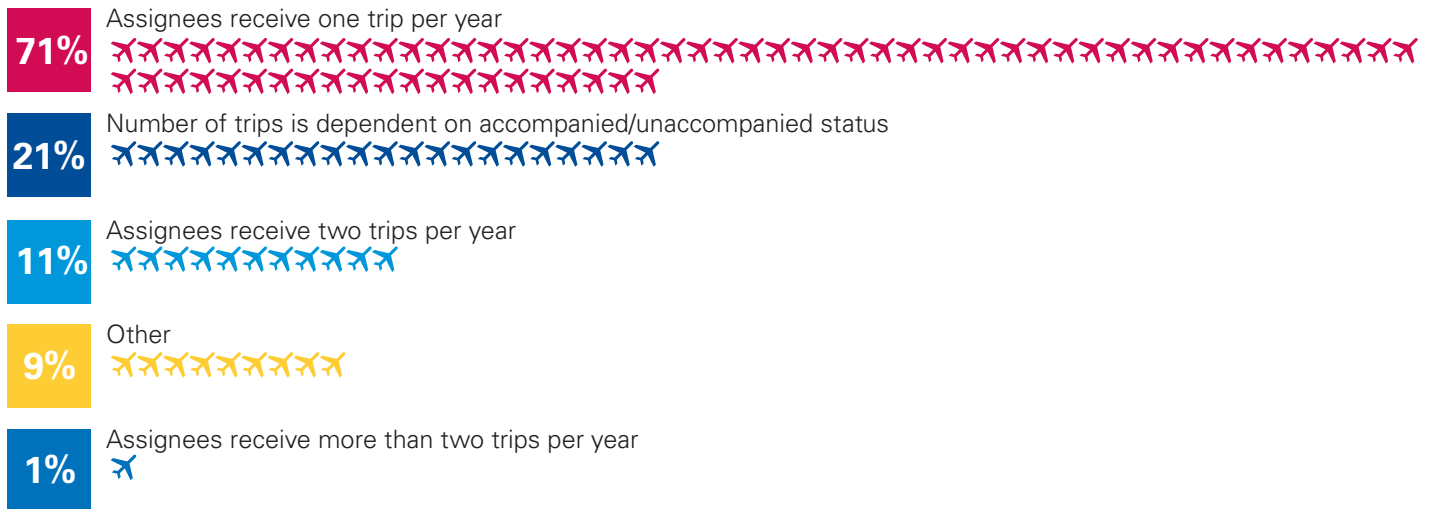 71%
Assignees receive one trip per year
21%
Number of trips is dependent on accompanied/unaccompanied status
11%
Assignees receive two trips per year
9%
Other
1%
Assignees receive more than two trips per year